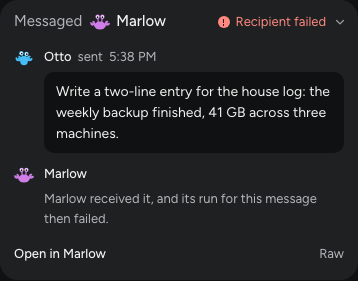 Messaged Marlow Recipient failed
Otto sent 5:38 PM
Write a two-line entry for the house log: the
weekly backup finished, 41 GB across three
machines.
Marlow
Marlow received it, and its run for this message
then failed.
Open in Marlow Raw